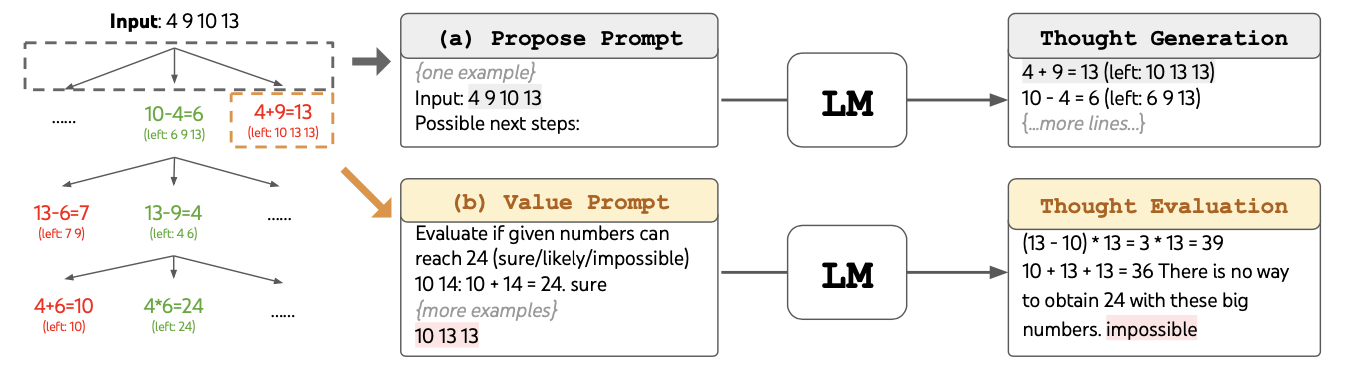 Input: 4 9 10 13
......
10-4=6
(left: 6 9 13)
4+9=13
(left: 10 13 13)
13-6=7
(left: 7 9)
13-9=4
(left: 4 6)
......
4+6=10
(left: 10)
4*6=24
(left: 24)
......
(a) Propose Prompt
{one example}
Input: 4 9 10 13
Possible next steps:
LM
Thought Generation
4 + 9 = 13 (left: 10 13 13)
10 - 4 = 6 (left: 6 9 13)
{...more lines...}
(b) Value Prompt
Evaluate if given numbers can
reach 24 (sure/likely/impossible)
10 14: 10 + 14 = 24. sure
{more examples}
10 13 13
LM
Thought Evaluation
(13 - 10) * 13 = 3 * 13 = 39
10 + 13 + 13 = 36 There is no way
to obtain 24 with these big
numbers. impossible